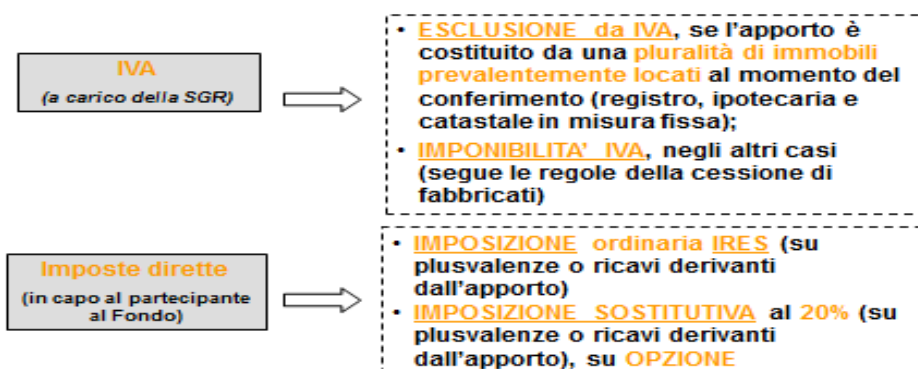 IVA
(a carico della SGR)
• ESCLUSIONE da IVA, se l'apporto è
costituito da una pluralità di immobili
prevalentemente locati al momento del
conferimento (registro, ipotecaria e
catastale in misura fissa);
• IMPONIBILITA' IVA, negli altri casi
(segue le regole della cessione di
fabbricati)
Imposte dirette
(in capo al partecipante
al Fondo)
• IMPOSIZIONE ordinaria IRES (su
plusvalenze o ricavi derivanti
dall'apporto)
• IMPOSIZIONE SOSTITUTIVA al 20% (su
plusvalenze o ricavi derivanti
dall'apporto), su OPZIONE